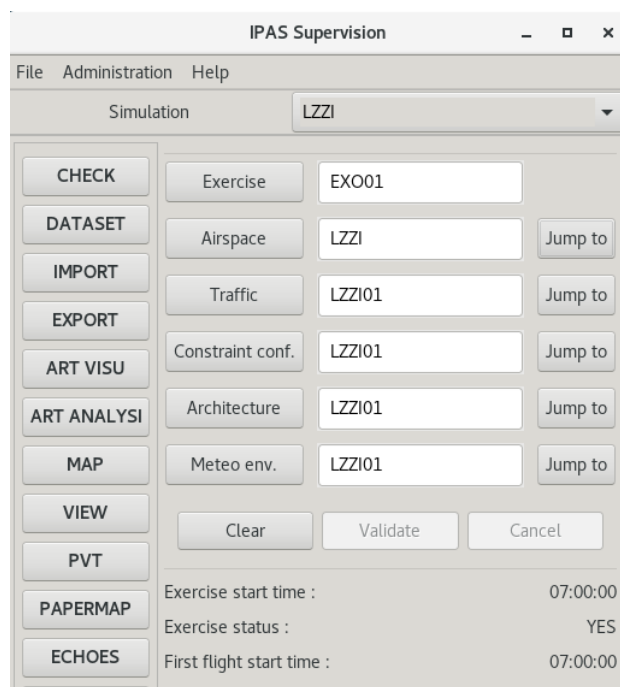 IPAS Supervision
File Administration Help
Simulation LZZI
CHECK
DATASET
IMPORT
EXPORT
ART VISU
ART ANALYSI
MAP
VIEW
PVT
PAPERMAP
ECHOES
Exercise EXO01
Airspace LZZI Jump to
Traffic LZZI01 Jump to
Constraint conf. LZZI01 Jump to
Architecture LZZI01 Jump to
Meteo env. LZZI01 Jump to
Clear Validate Cancel
Exercise start time : 07:00:00
Exercise status : YES
First flight start time : 07:00:00